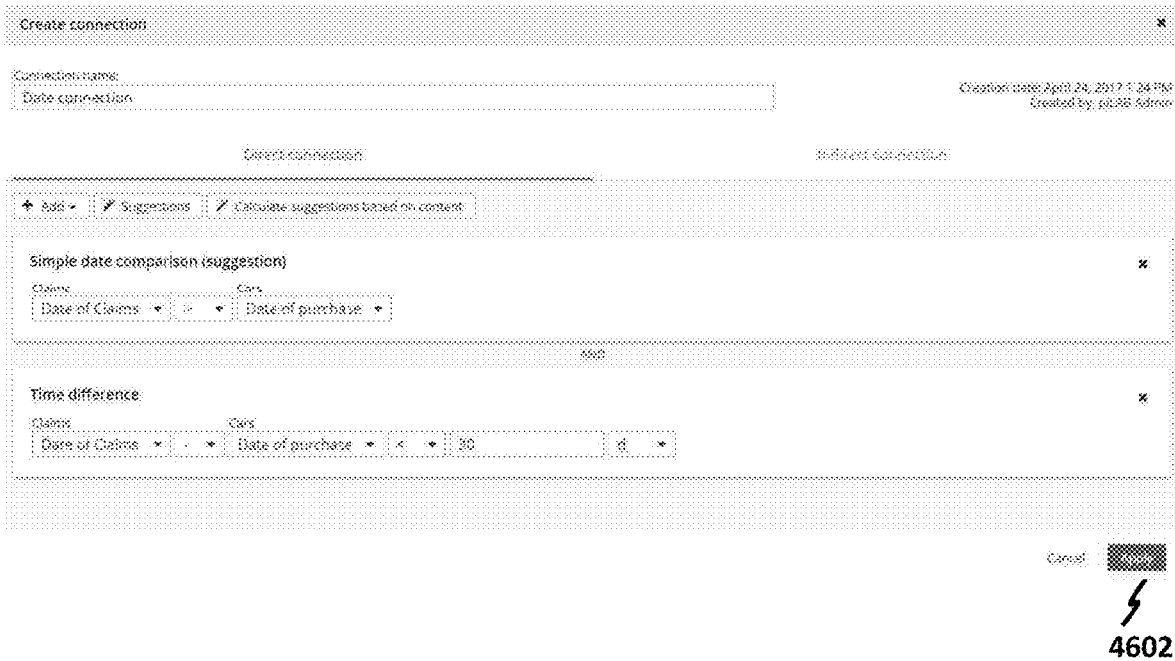 Create connection ×
Connection name:
Date connection
Creation date: April 24, 2017 1:24 PM
Created by: Admin
Direct connection Indirect connection
+ Add Suggestions Calculate suggestions based on content
Simple date comparison (suggestion) ×
Claims Cars
Date of Claims > Date of purchase
AND
Time difference ×
Claims Cars
Date of Claims - Date of purchase < 30 d
Cancel Apply
4602